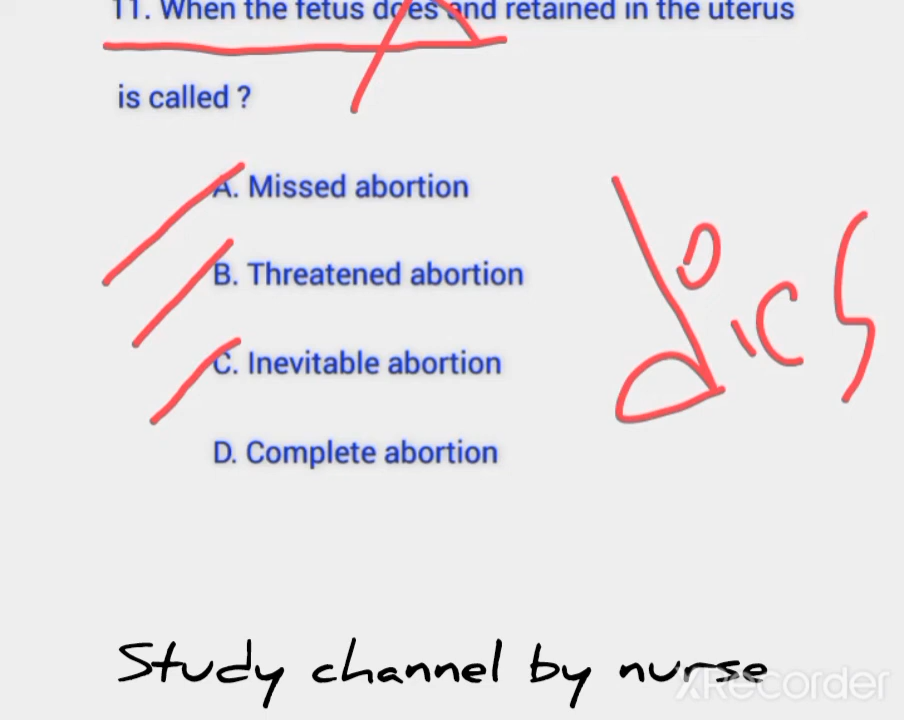 11. When the fetus does and retained in the uterus
is called ?
A. Missed abortion
B. Threatened abortion
C. Inevitable abortion
D. Complete abortion
dies
Study channel by nurse
XRecorder